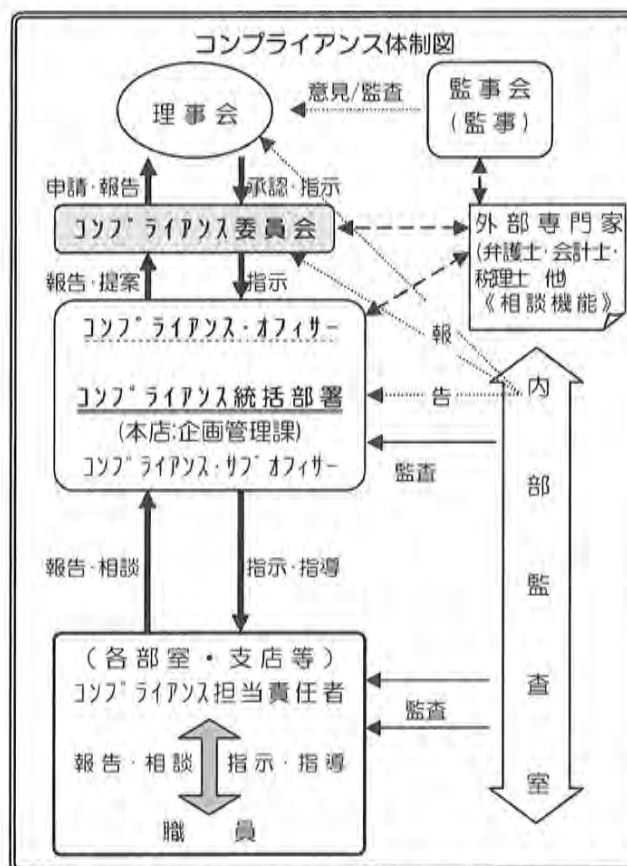 コンプライアンス体制図
理事会
意見/監査
監事会
(監事)
申請・報告
承認・指示
コンプライアンス委員会
外部専門家
(弁護士・会計士・
税理士 他)
《相談機能》
報告・提案
指示
コンプライアンス・オフィサー
報
コンプライアンス統括部署
告
(本店:企画管理課)
コンプライアンス・サブオフィサー
監査
内部監査室
報告・相談
指示・指導
(各部室・支店等)
コンプライアンス担当責任者
監査
報告・相談 指示・指導
職員